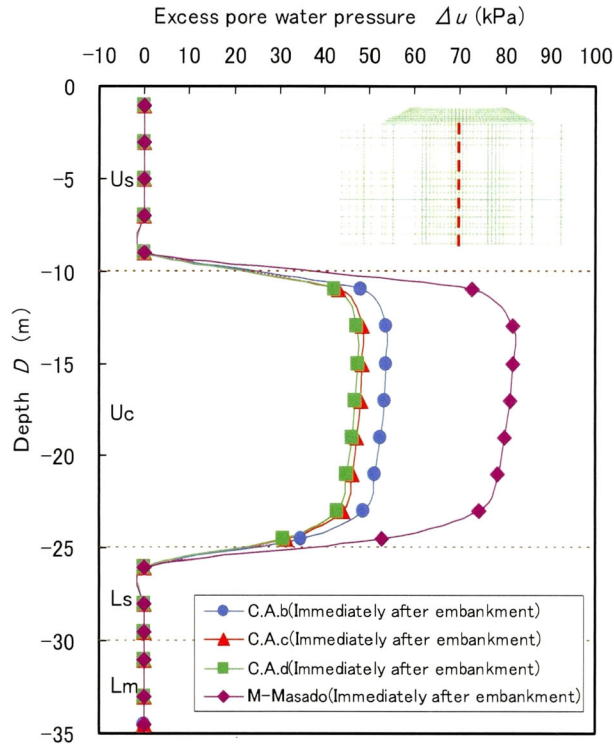 Excess pore water pressure Δu (kPa)
-10 0 10 20 30 40 50 60 70 80 90 100
0
-5
-10
-15
-20
-25
-30
-35
Depth D (m)
Us
Uc
Ls
Lm
C.A.b(Immediately after embankment)
C.A.c(Immediately after embankment)
C.A.d(Immediately after embankment)
M-Masado(Immediately after embankment)